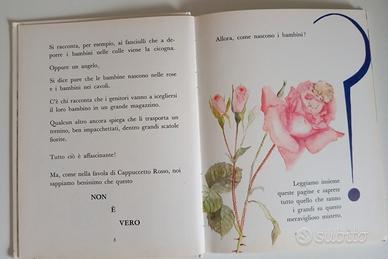 Si racconta, per esempio, ai fanciulli che a de-
porre i bambini nelle culle viene la cicogna.
Oppure un angelo,
Si dice pure che le bambine nascono nelle rose
e i bambini nei cavoli.
C'è chi racconta che i genitori vanno a scegliersi
il loro bambino in un grande magazzino.
Qualcun altro ancora spiega che li trasporta un
trenino, ben impacchettati, dentro grandi scatole
fiorite.
Tutto ciò è affascinante!
Ma, come nella favola di Cappuccetto Rosso, noi
sappiamo benissimo che questo
NON
È
VERO
8
Allora, come nascono i bambini?
?
Leggiamo insieme
queste pagine e saprete
tutto quello che sanno
i grandi su questo
meraviglioso mistero.
subito